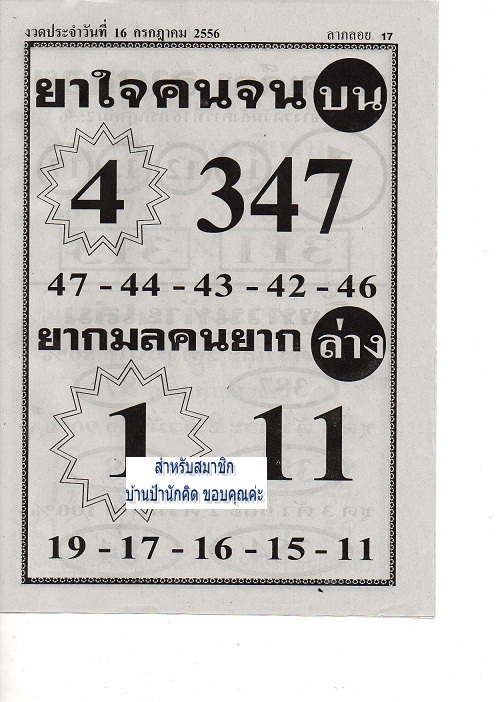 งวดประจำวันที่ 16 กรกฎาคม 2556 ลาภลอย 17
ยาใจคนจน บน
4 347
47 - 44 - 43 - 42 - 46
ยากมลคนยาก ล่าง
1 11
สำหรับสมาชิก
บ้านป้านักคิด ขอบคุณค่ะ
19 - 17 - 16 - 15 - 11